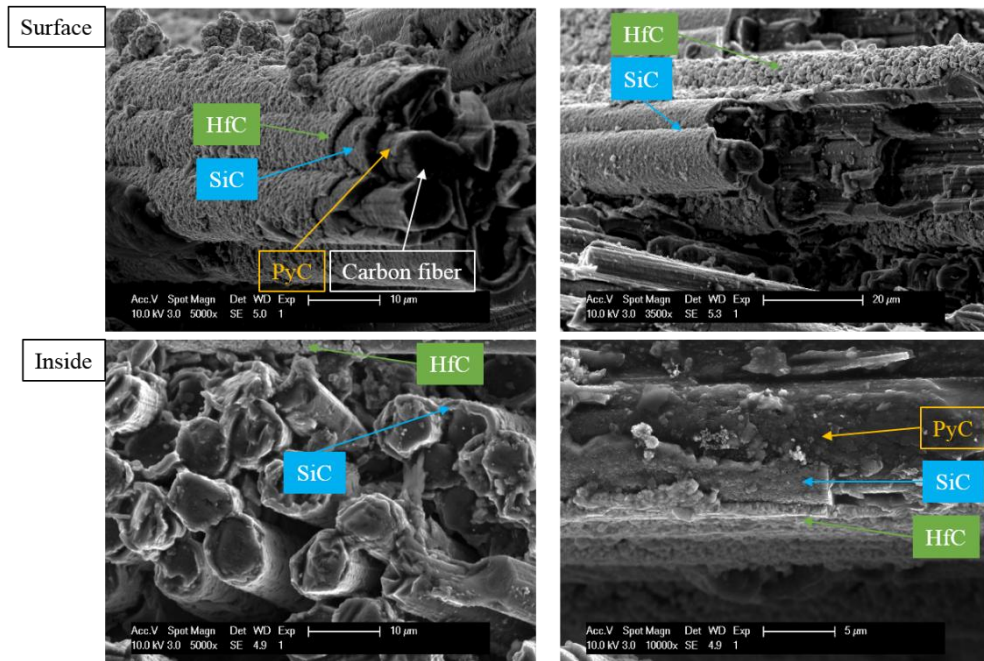 Surface
HfC
SiC
PyC
Carbon fiber
Acc.V Spot Magn Det WD Exp
10.0 kV 3.0 5000x SE 5.0 1
10 µm
HfC
SiC
Acc.V Spot Magn Det WD Exp
10.0 kV 3.0 3500x SE 5.3 1
20 µm
Inside
HfC
SiC
Acc.V Spot Magn Det WD Exp
10.0 kV 3.0 5000x SE 4.9 1
10 µm
PyC
SiC
HfC
Acc.V Spot Magn Det WD Exp
10.0 kV 3.0 10000x SE 4.9 1
5 µm